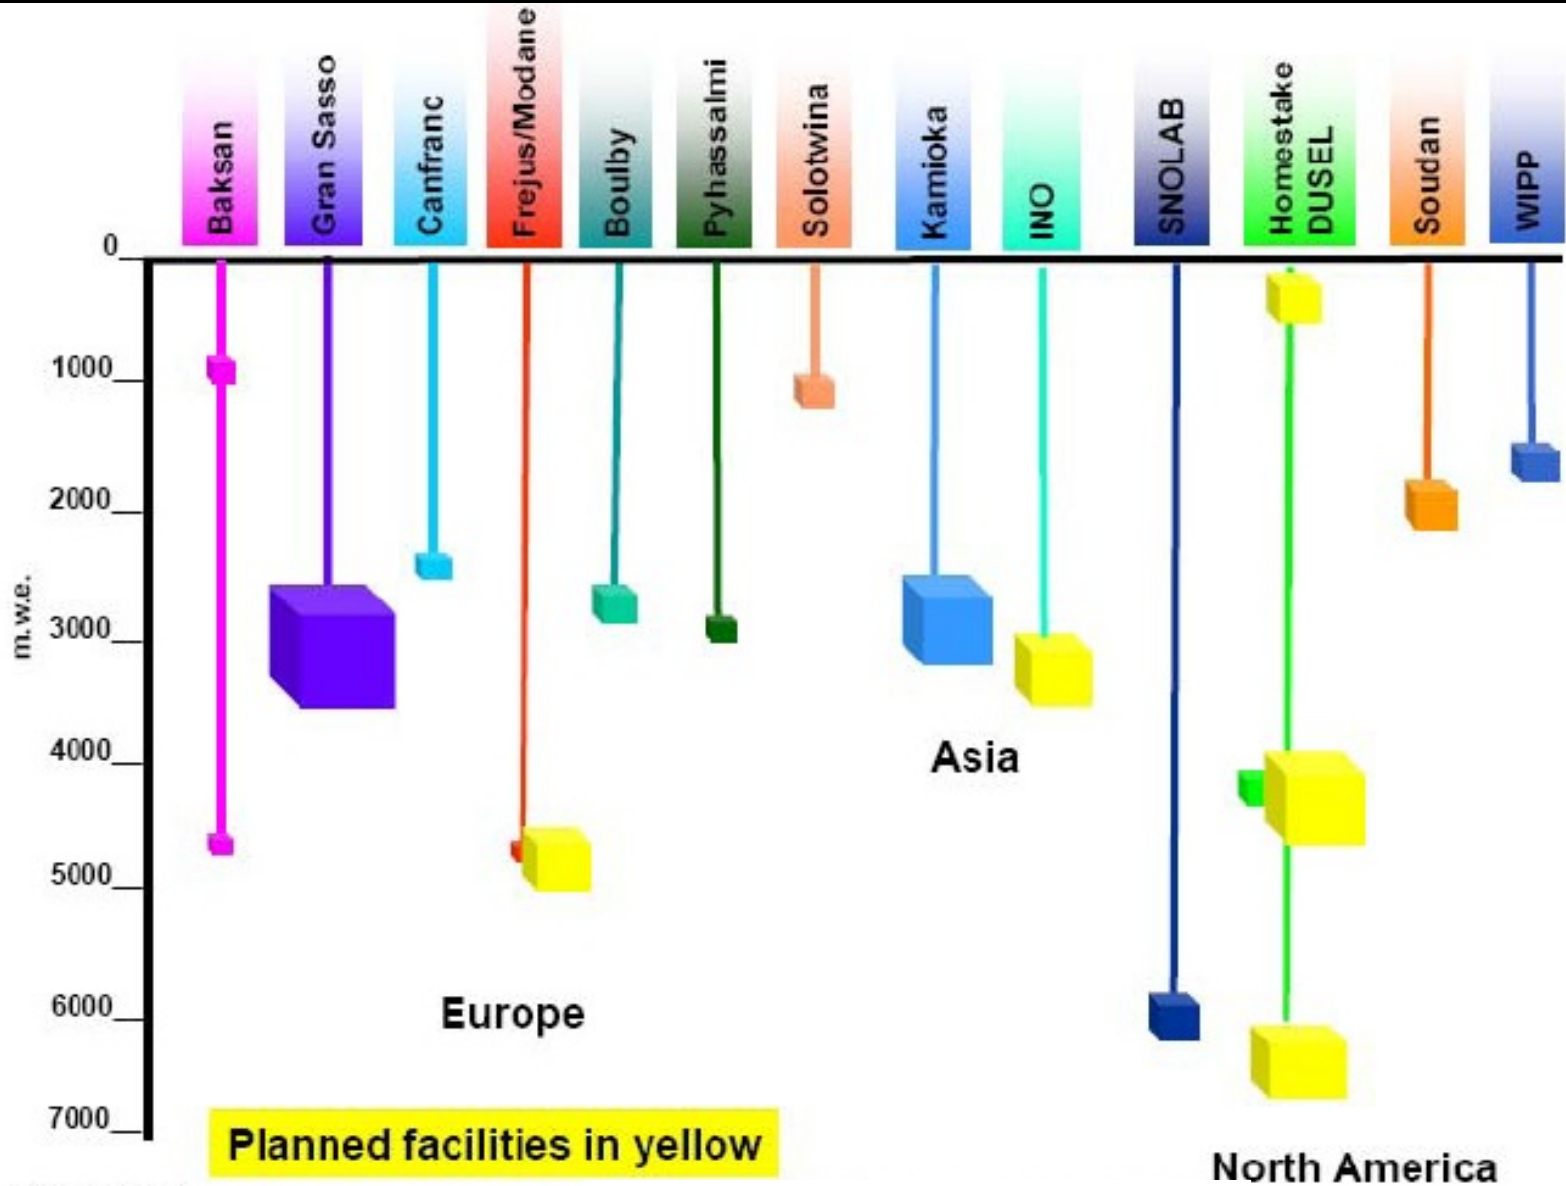 Baksan
Gran Sasso
Canfranc
Frejus/Modane
Boulby
Pyhassalmi
Solotwina
Kamioka
INO
SNOLAB
Homestake
DUSEL
Soudan
WIPP
0
1000
2000
3000
4000
5000
6000
7000
m.w.e.
Asia
Europe
Planned facilities in yellow
North America